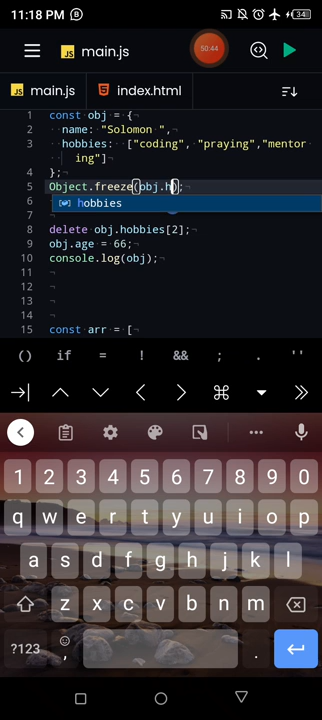 11:18 PM
34
main.js
50:44
main.js
index.html
1 const obj = {
2 name: "Solomon ",
3 hobbies: ["coding", "praying","mentor
ing"]
4 };
5 Object.freeze(obj.h);
6 hobbies
7
8 delete obj.hobbies[2];
9 obj.age = 66;
10 console.log(obj);
11
12
13
14
15 const arr = [
() if = ! && ; . ''
1 2 3 4 5 6 7 8 9 0
q w e r t y u i o p
a s d f g h j k l
z x c v b n m
?123 , .